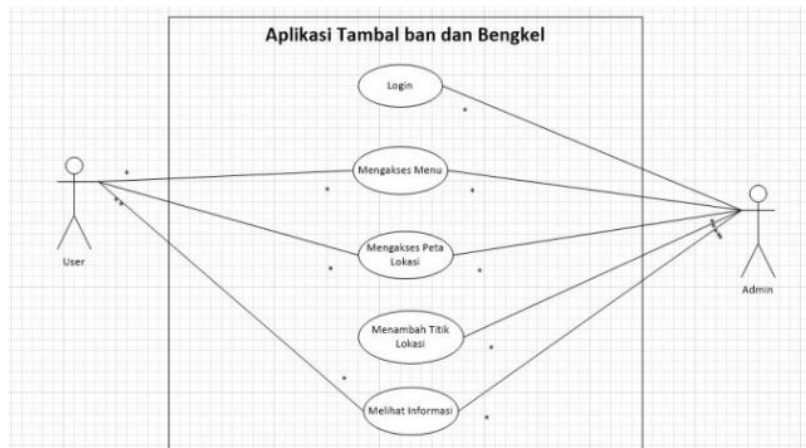 Aplikasi Tambal ban dan Bengkel
Login
Mengakses Menu
User
Mengakses Peta
Lokasi
Admin
Menambah Titik
Lokasi
Melihat Informasi